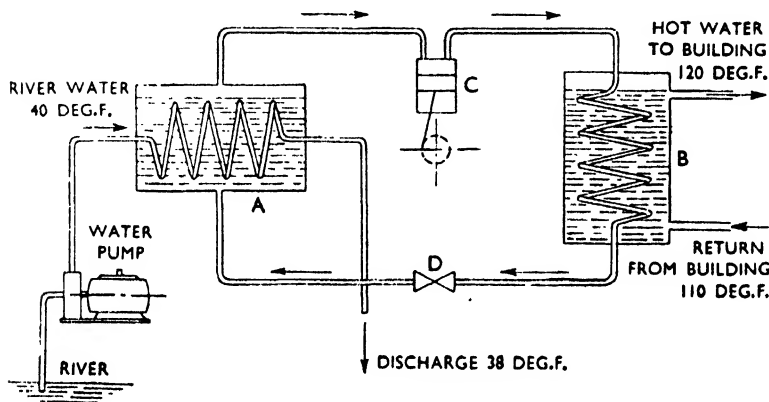 HOT WATER
TO BUILDING
120 DEG.F.
RIVER WATER
40 DEG.F.
C
B
A
WATER
PUMP
D
RETURN
FROM BUILDING
110 DEG.F.
RIVER
DISCHARGE 38 DEG.F.